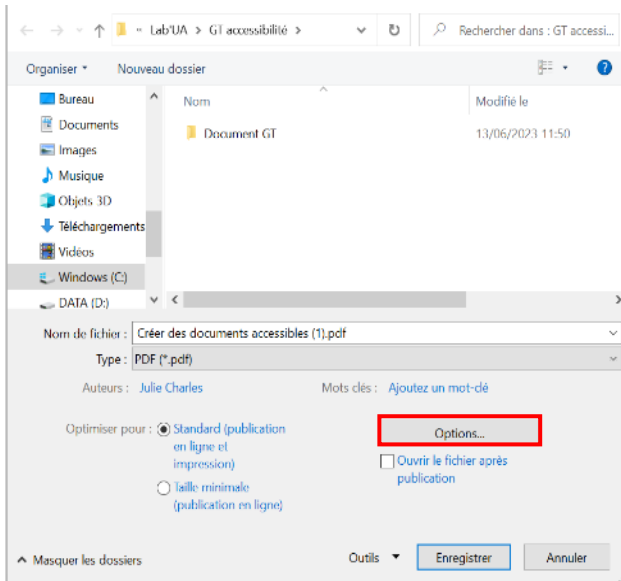 « Lab'UA > GT accessibilité >
Rechercher dans : GT accessi...
Organiser
Nouveau dossier
Bureau
Documents
Images
Musique
Objets 3D
Téléchargements
Vidéos
Windows (C:)
DATA (D:)
Nom
Modifié le
Document GT
13/06/2023 11:50
Nom de fichier : Créer des documents accessibles (1).pdf
Type : PDF (*.pdf)
Auteurs : Julie Charles
Mots clés : Ajoutez un mot-clé
Optimiser pour : Standard (publication
en ligne et
impression)
Taille minimale
(publication en ligne)
Options...
Ouvrir le fichier après
publication
Masquer les dossiers
Outils
Enregistrer
Annuler